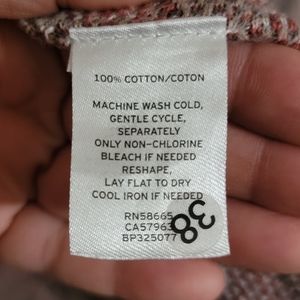 100% COTTON/COTON
MACHINE WASH COLD,
GENTLE CYCLE,
SEPARATELY
ONLY NON-CHLORINE
BLEACH IF NEEDED
RESHAPE,
LAY FLAT TO DRY
COOL IRON IF NEEDED
RN58665
CA57963
BP325077
38